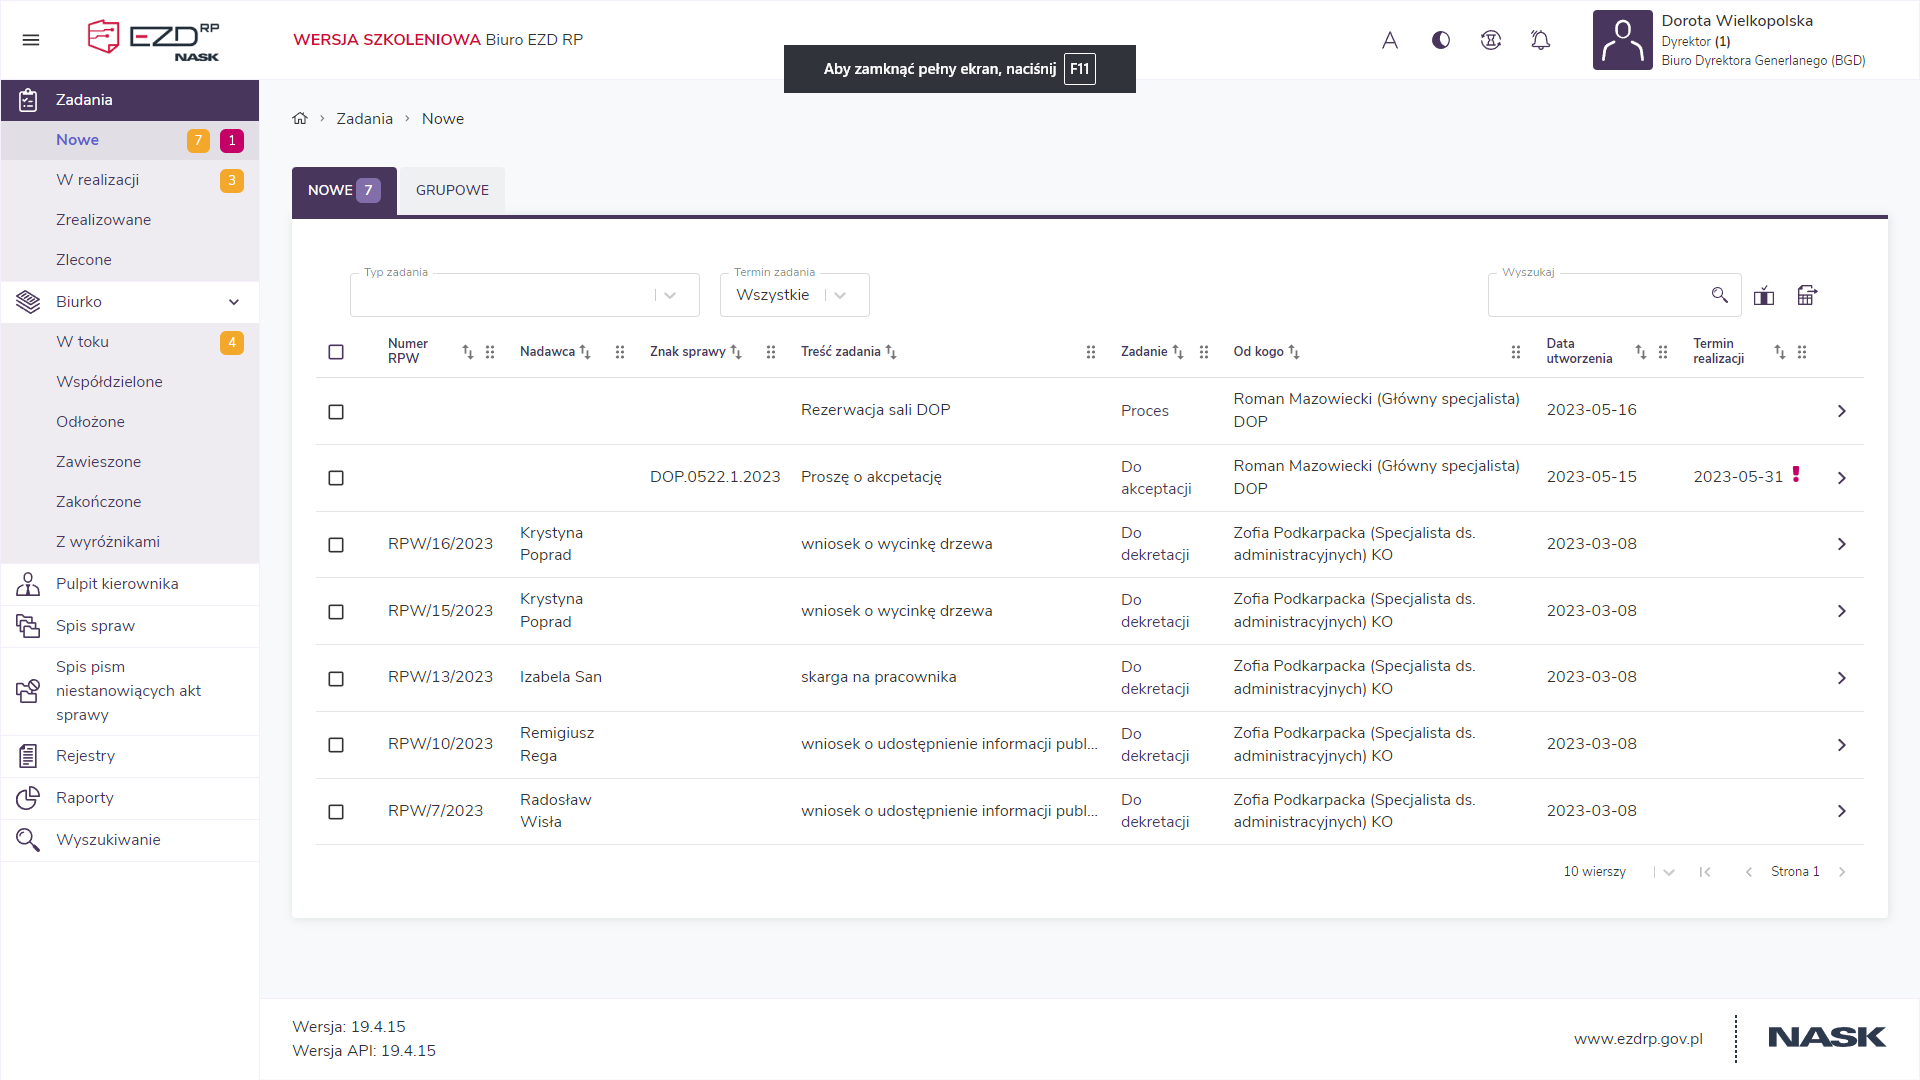 EZD RP
NASK
WERSJA SZKOLENIOWA Biuro EZD RP
Aby zamknąć pełny ekran, naciśnij F11
A
Dorota Wielkopolska
Dyrektor (1)
Biuro Dyrektora Generlanego (BGD)
Zadania
Nowe 7 1
W realizacji 3
Zrealizowane
Zlecone
Biurko
W toku 4
Współdzielone
Odłożone
Zawieszone
Zakończone
Z wyróżnikami
Pulpit kierownika
Spis spraw
Spis pism
niestanowiących akt
sprawy
Rejestry
Raporty
Wyszukiwanie
Zadania Nowe
NOWE 7 GRUPOWE
Typ zadania
Termin zadania
Wszystkie
Wyszukaj
Numer RPW Nadawca Znak sprawy Treść zadania Zadanie Od kogo Data utworzenia Termin realizacji
Rezerwacja sali DOP Proces Roman Mazowiecki (Główny specjalista) DOP 2023-05-16
DOP.0522.1.2023 Proszę o akcpetację Do akceptacji Roman Mazowiecki (Główny specjalista) DOP 2023-05-15 2023-05-31 !
RPW/16/2023 Krystyna Poprad wniosek o wycinkę drzewa Do dekretacji Zofia Podkarpacka (Specjalista ds. administracyjnych) KO 2023-03-08
RPW/15/2023 Krystyna Poprad wniosek o wycinkę drzewa Do dekretacji Zofia Podkarpacka (Specjalista ds. administracyjnych) KO 2023-03-08
RPW/13/2023 Izabela San skarga na pracownika Do dekretacji Zofia Podkarpacka (Specjalista ds. administracyjnych) KO 2023-03-08
RPW/10/2023 Remigiusz Rega wniosek o udostępnienie informacji publ... Do dekretacji Zofia Podkarpacka (Specjalista ds. administracyjnych) KO 2023-03-08
RPW/7/2023 Radosław Wisła wniosek o udostępnienie informacji publ... Do dekretacji Zofia Podkarpacka (Specjalista ds. administracyjnych) KO 2023-03-08
10 wierszy Strona 1
Wersja: 19.4.15
Wersja API: 19.4.15
www.ezdrp.gov.pl
NASK